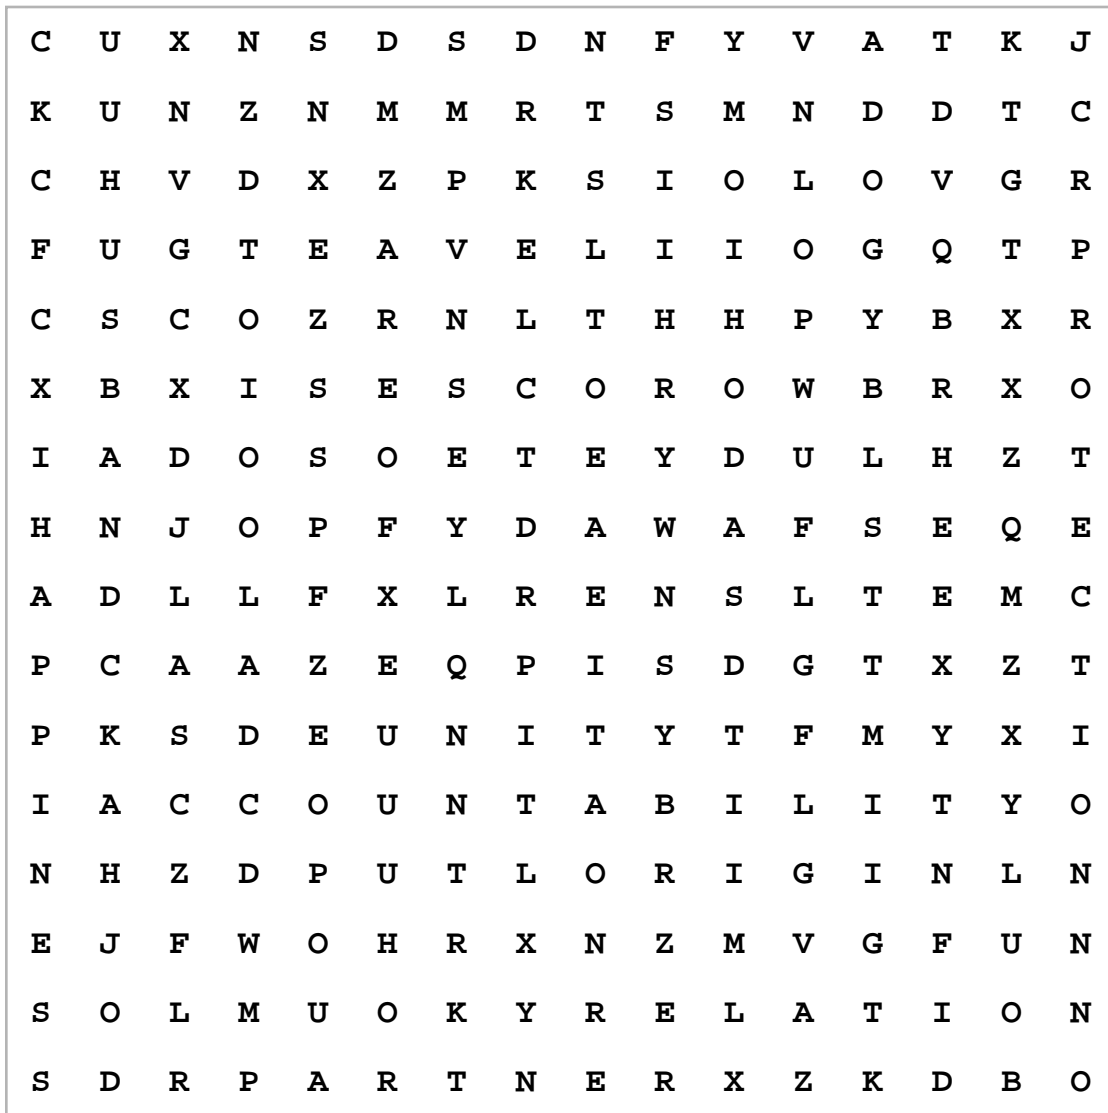 C U X N S D S D N F Y V A T K J
K U N Z N M M R T S M N D D T C
C H V D X Z P K S I O L O V G R
F U G T E A V E L I I O G Q T P
C S C O Z R N L T H H P Y B X R
X B X I S E S C O R O W B R X O
I A D O S O E T E Y D U L H Z T
H N J O P F Y D A W A F S E Q E
A D L L F X L R E N S L T E M C
P C A A Z E Q P I S D G T X Z T
P K S D E U N I T Y T F M Y X I
I A C C O U N T A B I L I T Y O
N H Z D P U T L O R I G I N L N
E J F W O H R X N Z M V G F U N
S O L M U O K Y R E L A T I O N
S D R P A R T N E R X Z K D B O